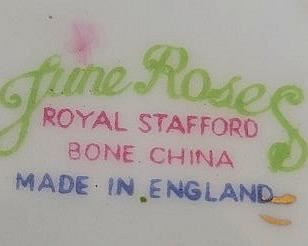 June Roses
ROYAL STAFFORD
BONE. CHINA
MADE · IN. ENGLAND